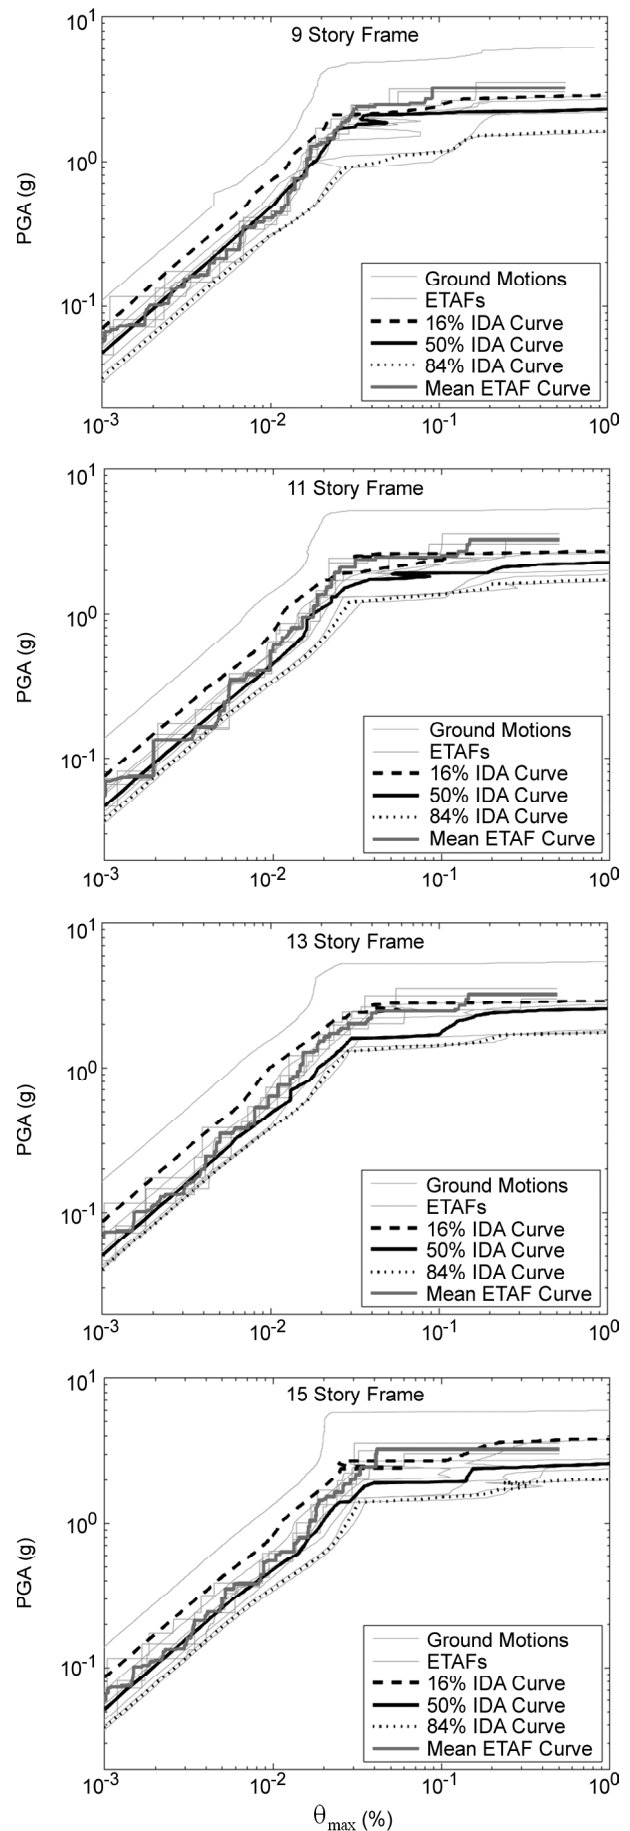 9 Story Frame
10^1
10^0
10^-1
PGA (g)
Ground Motions
ETAFs
16% IDA Curve
50% IDA Curve
84% IDA Curve
Mean ETAF Curve
10^-3 10^-2 10^-1 10^0
11 Story Frame
10^1
10^0
10^-1
PGA (g)
Ground Motions
ETAFs
16% IDA Curve
50% IDA Curve
84% IDA Curve
Mean ETAF Curve
10^-3 10^-2 10^-1 10^0
13 Story Frame
10^1
10^0
10^-1
PGA (g)
Ground Motions
ETAFs
16% IDA Curve
50% IDA Curve
84% IDA Curve
Mean ETAF Curve
10^-3 10^-2 10^-1 10^0
15 Story Frame
10^1
10^0
10^-1
PGA (g)
Ground Motions
ETAFs
16% IDA Curve
50% IDA Curve
84% IDA Curve
Mean ETAF Curve
10^-3 10^-2 10^-1 10^0
θmax (%)